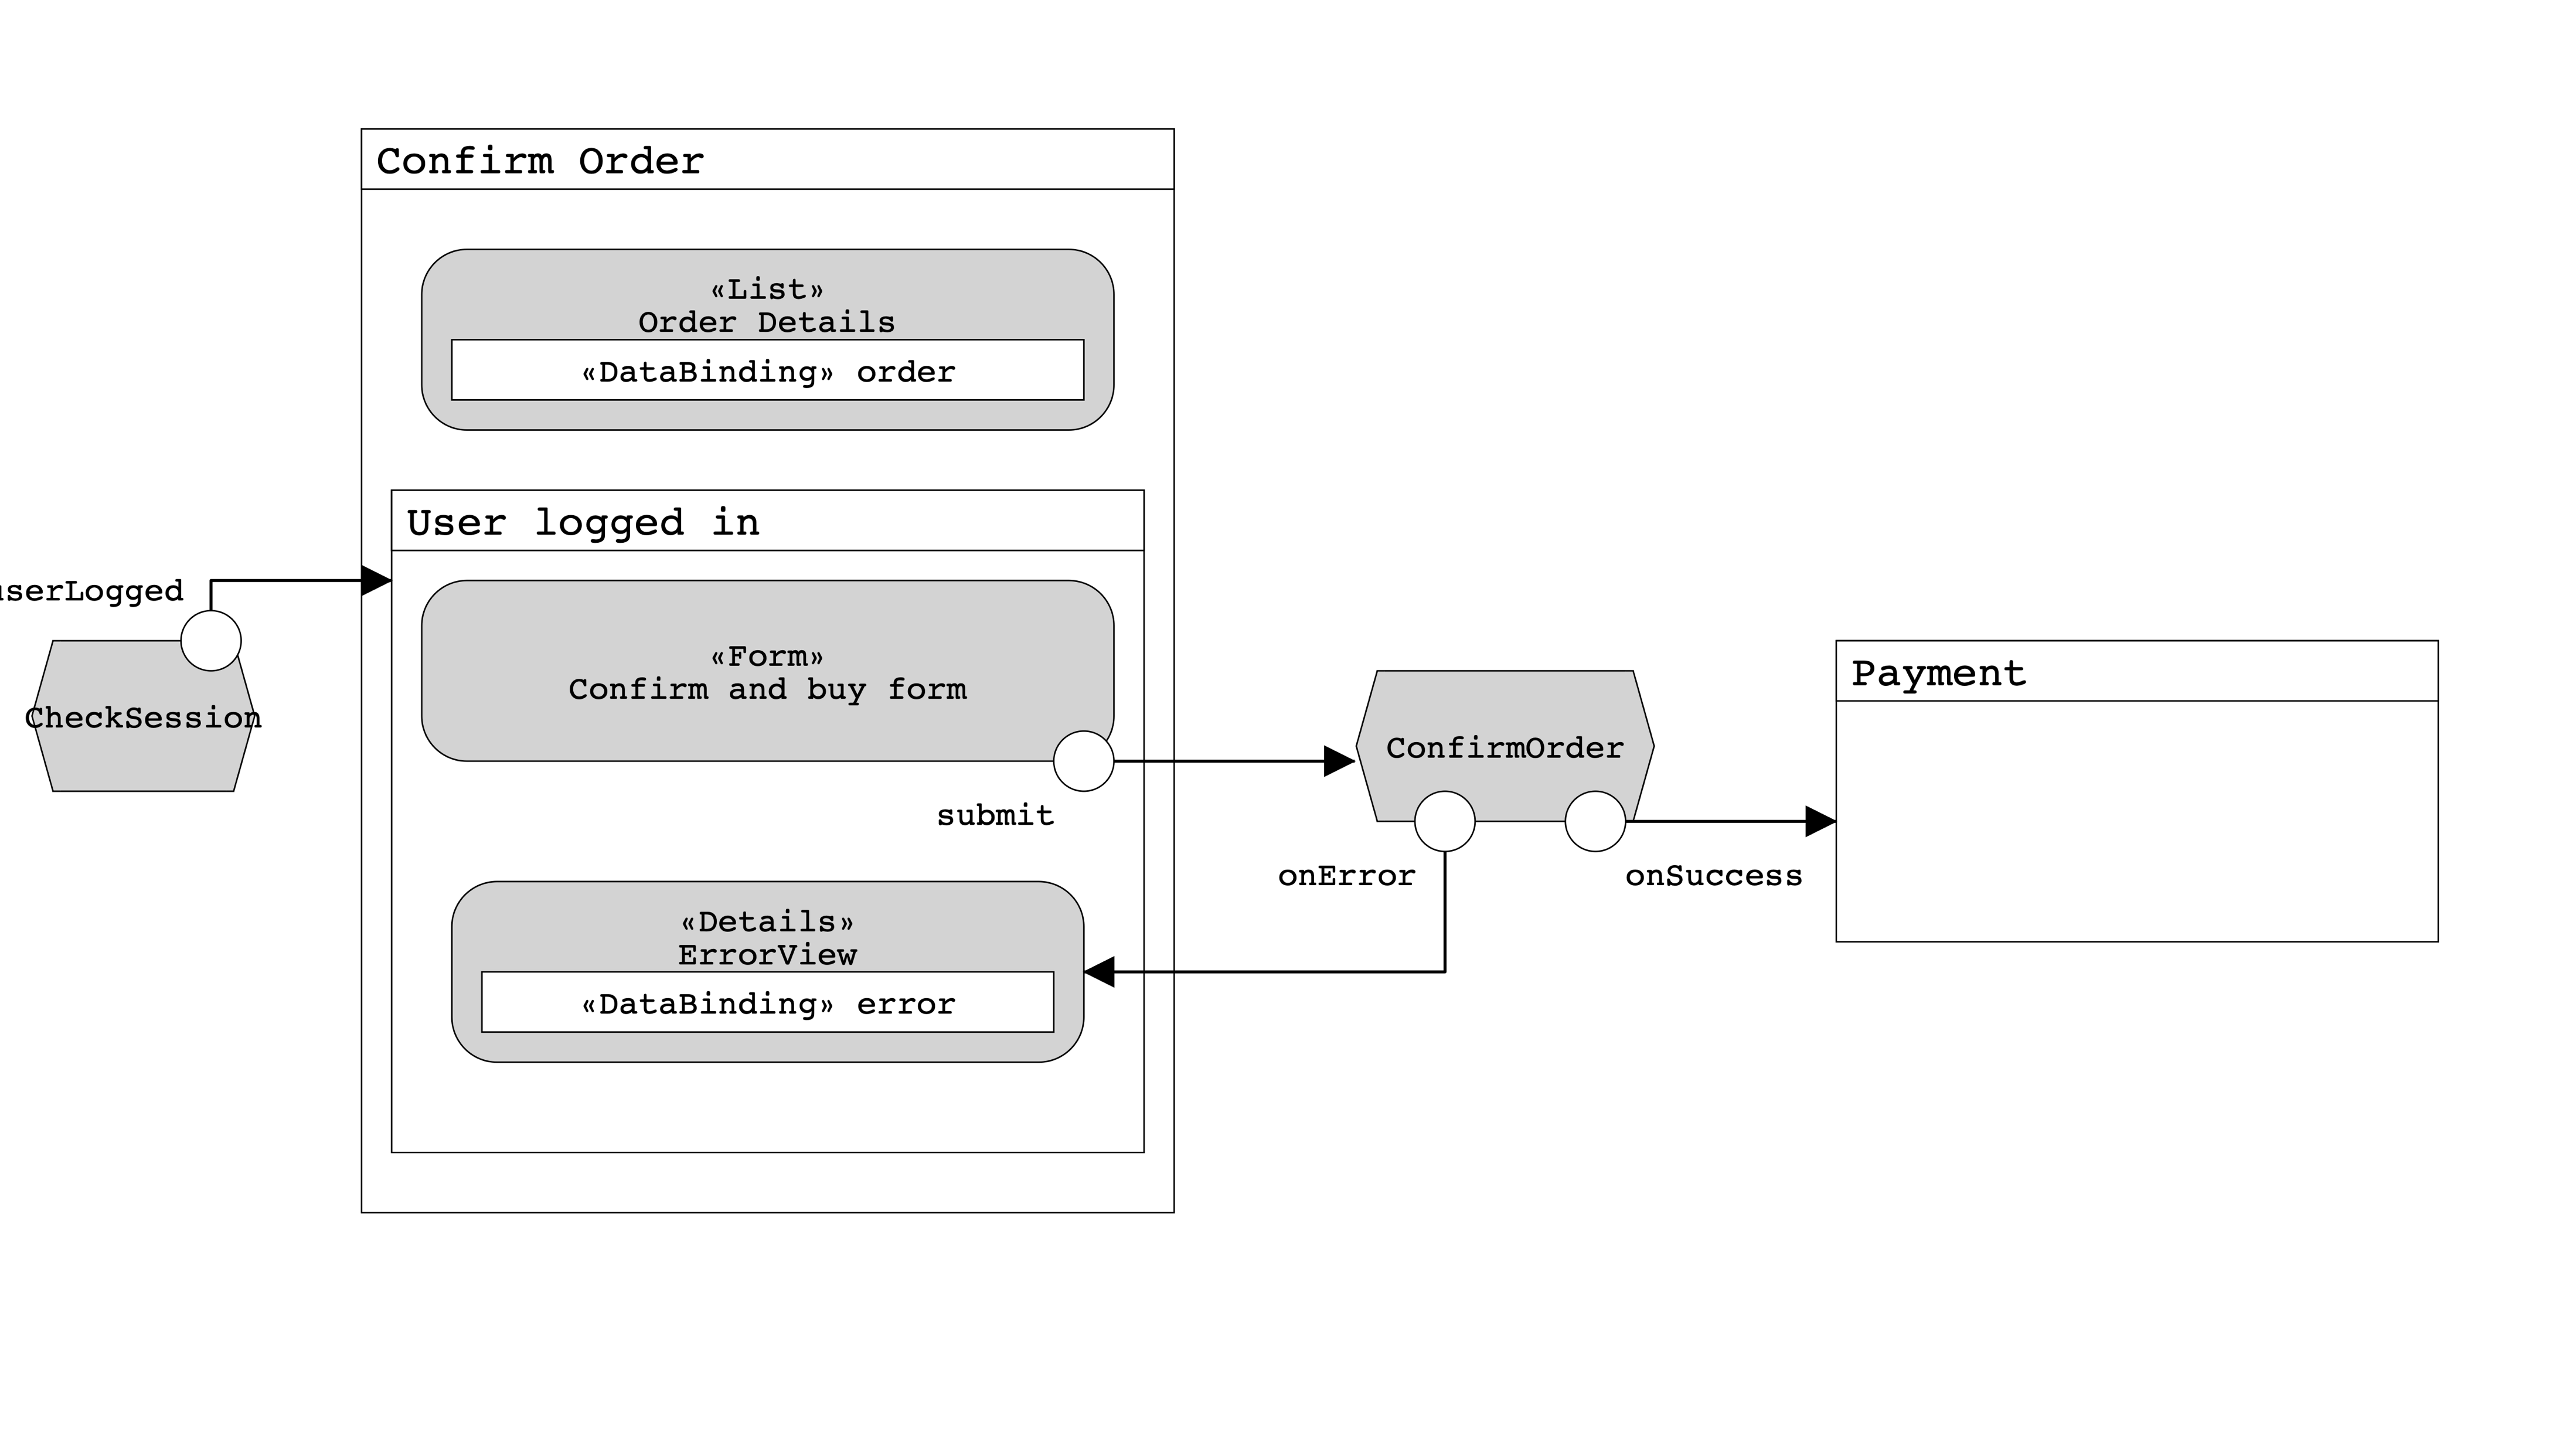 Confirm Order
«List»
Order Details
«DataBinding» order
User logged in
userLogged
CheckSession
«Form»
Confirm and buy form
submit
ConfirmOrder
onError
onSuccess
Payment
«Details»
ErrorView
«DataBinding» error